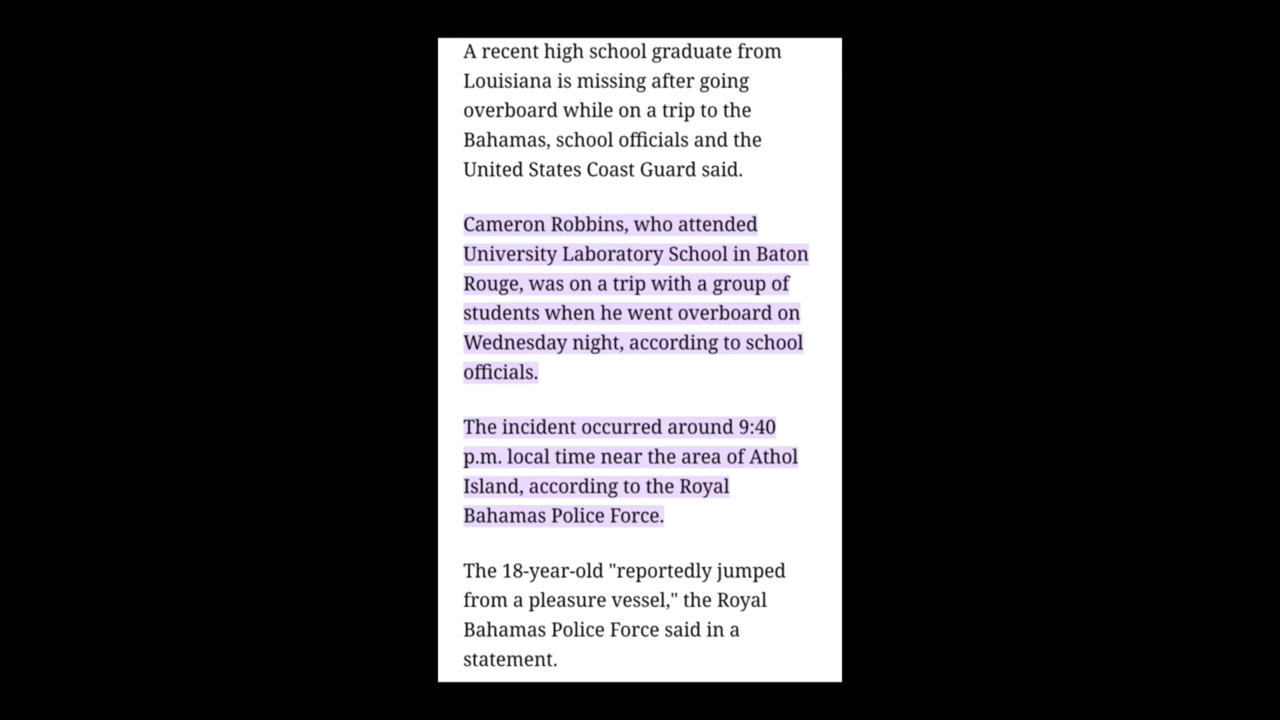 A recent high school graduate from
Louisiana is missing after going
overboard while on a trip to the
Bahamas, school officials and the
United States Coast Guard said.
Cameron Robbins, who attended
University Laboratory School in Baton
Rouge, was on a trip with a group of
students when he went overboard on
Wednesday night, according to school
officials.
The incident occurred around 9:40
p.m. local time near the area of Athol
Island, according to the Royal
Bahamas Police Force.
The 18-year-old "reportedly jumped
from a pleasure vessel," the Royal
Bahamas Police Force said in a
statement.